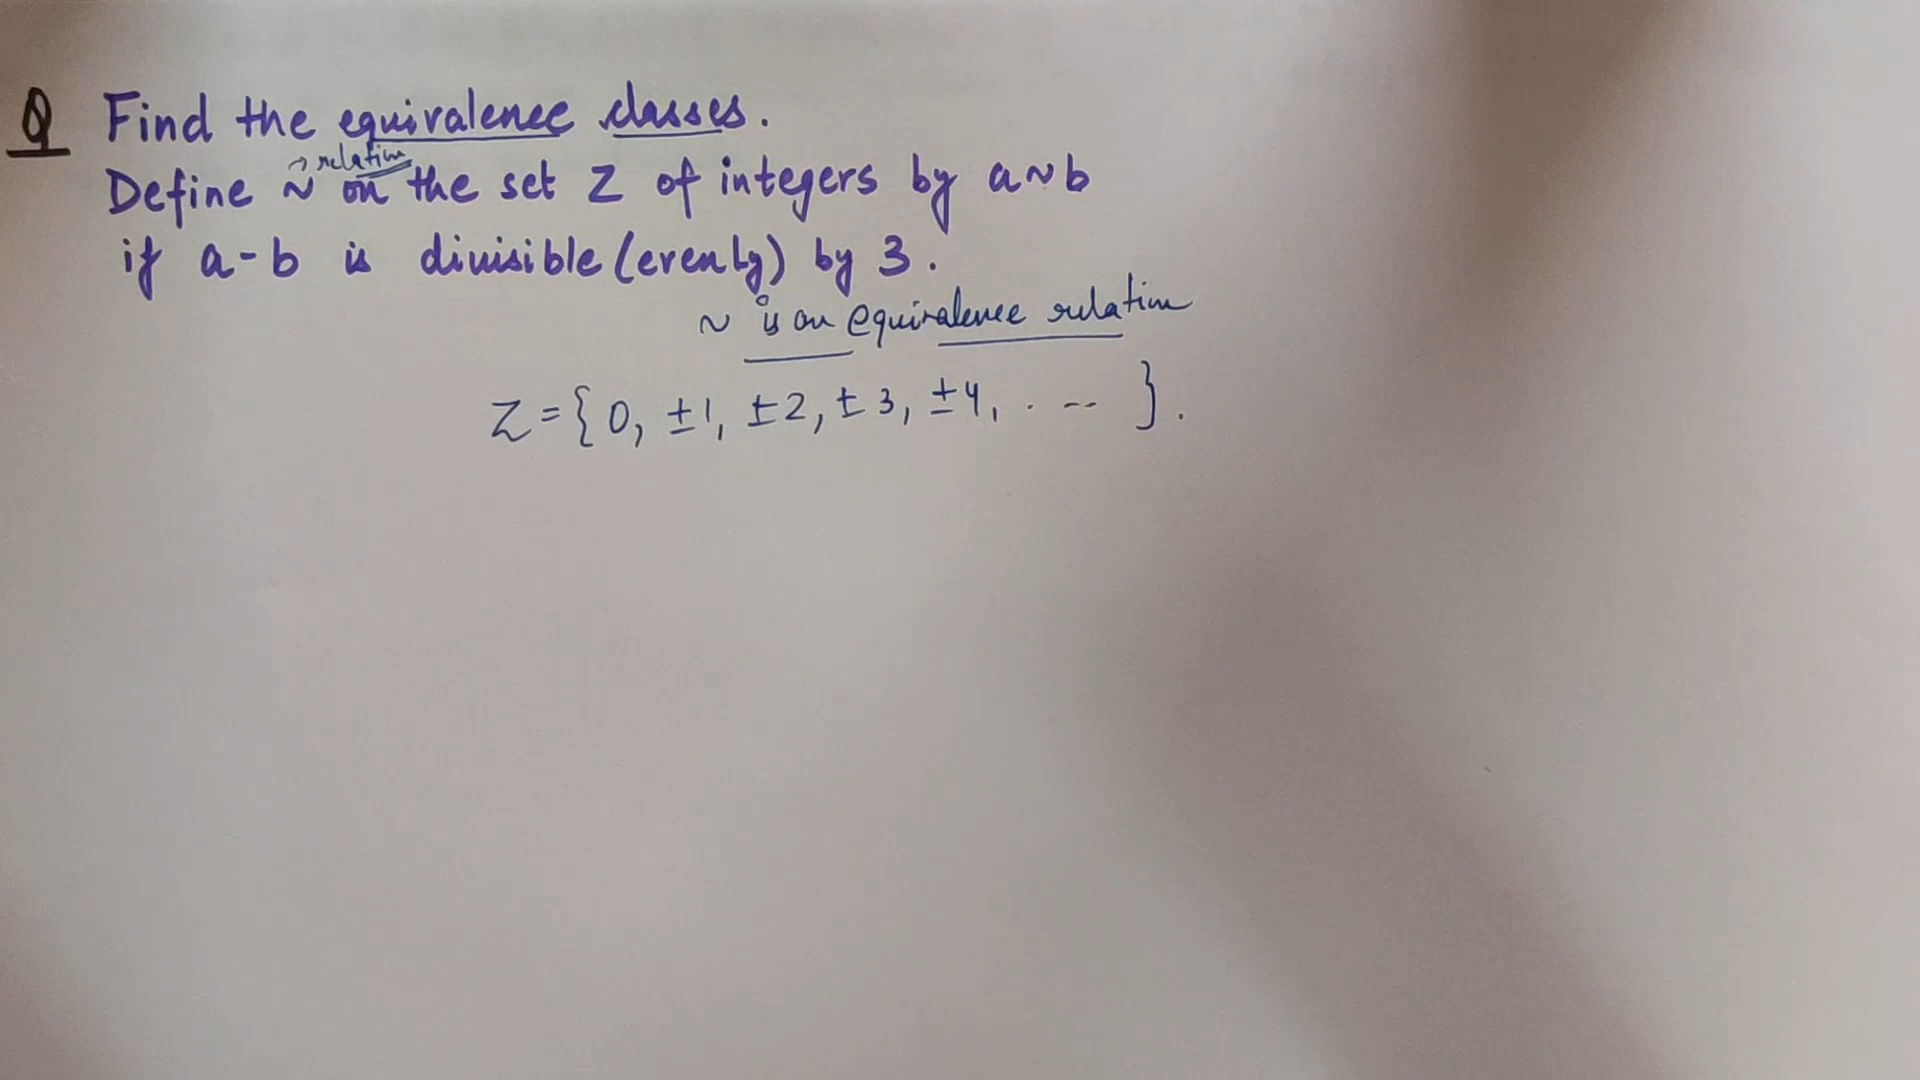 Q Find the equivalence classes.
→ relation
Define ~ on the set Z of integers by a~b
if a-b is divisible (evenly) by 3.
~ is an equivalence relation
Z = {0, ±1, ±2, ±3, ±4, . -- }.